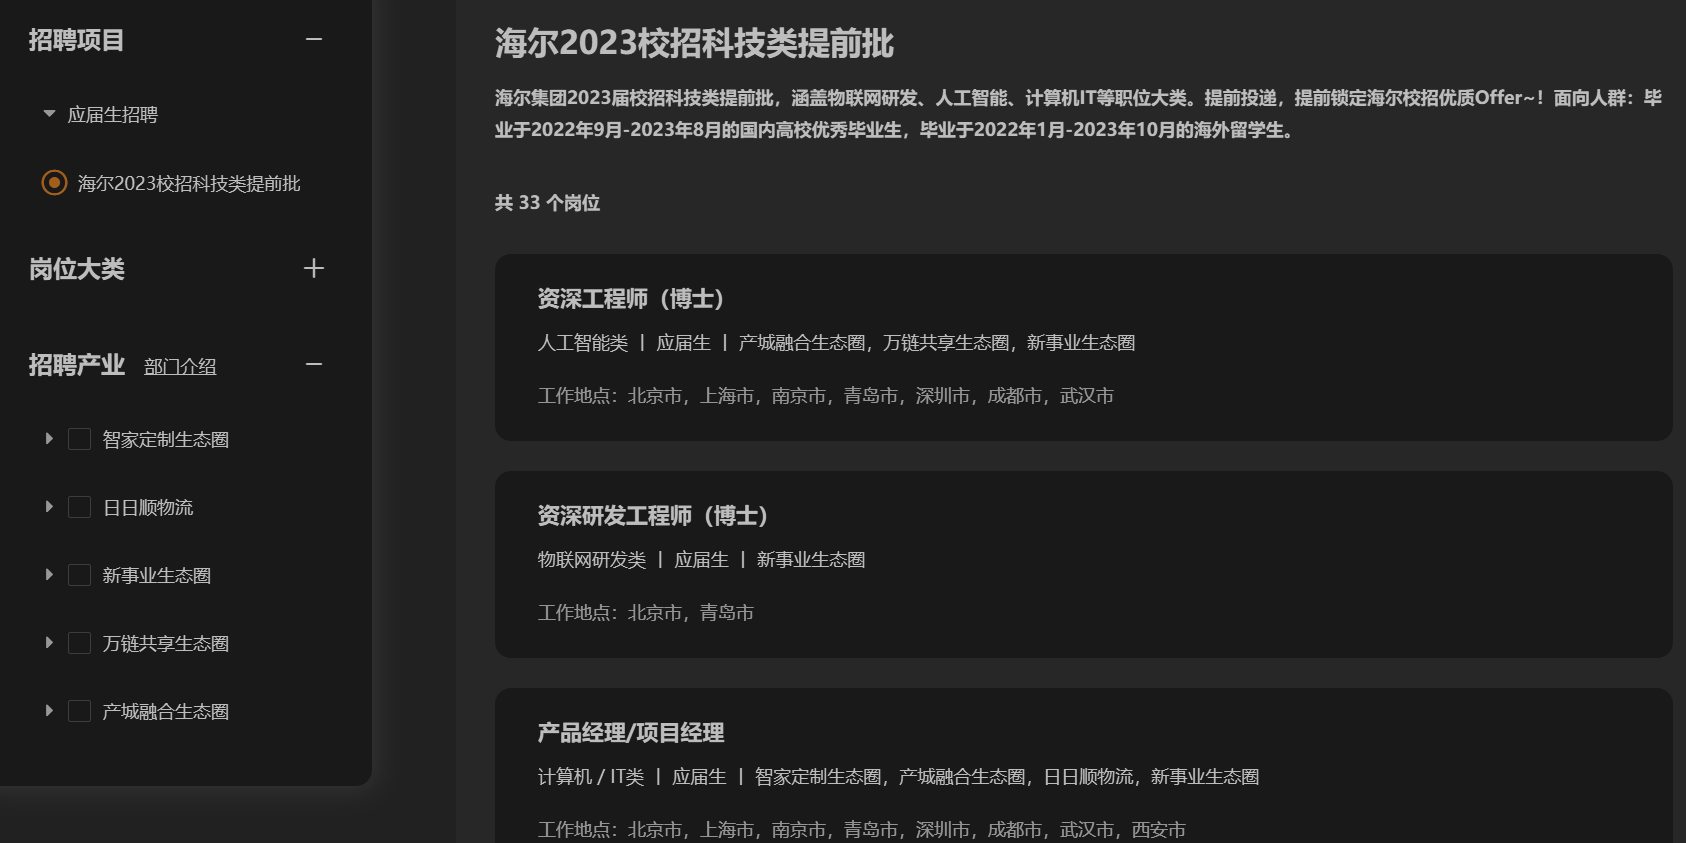 招聘项目
应届生招聘
海尔2023校招科技类提前批
岗位大类
招聘产业 部门介绍
智家定制生态圈
日日顺物流
新事业生态圈
万链共享生态圈
产城融合生态圈
海尔2023校招科技类提前批
海尔集团2023届校招科技类提前批，涵盖物联网研发、人工智能、计算机IT等职位大类。提前投递，提前锁定海尔校招优质Offer~！面向人群：毕
业于2022年9月-2023年8月的国内高校优秀毕业生，毕业于2022年1月-2023年10月的海外留学生。
共 33 个岗位
资深工程师（博士）
人工智能类 | 应届生 | 产城融合生态圈，万链共享生态圈，新事业生态圈
工作地点：北京市，上海市，南京市，青岛市，深圳市，成都市，武汉市
资深研发工程师（博士）
物联网研发类 | 应届生 | 新事业生态圈
工作地点：北京市，青岛市
产品经理/项目经理
计算机 / IT类 | 应届生 | 智家定制生态圈，产城融合生态圈，日日顺物流，新事业生态圈
工作地点：北京市，上海市，南京市，青岛市，深圳市，成都市，武汉市，西安市